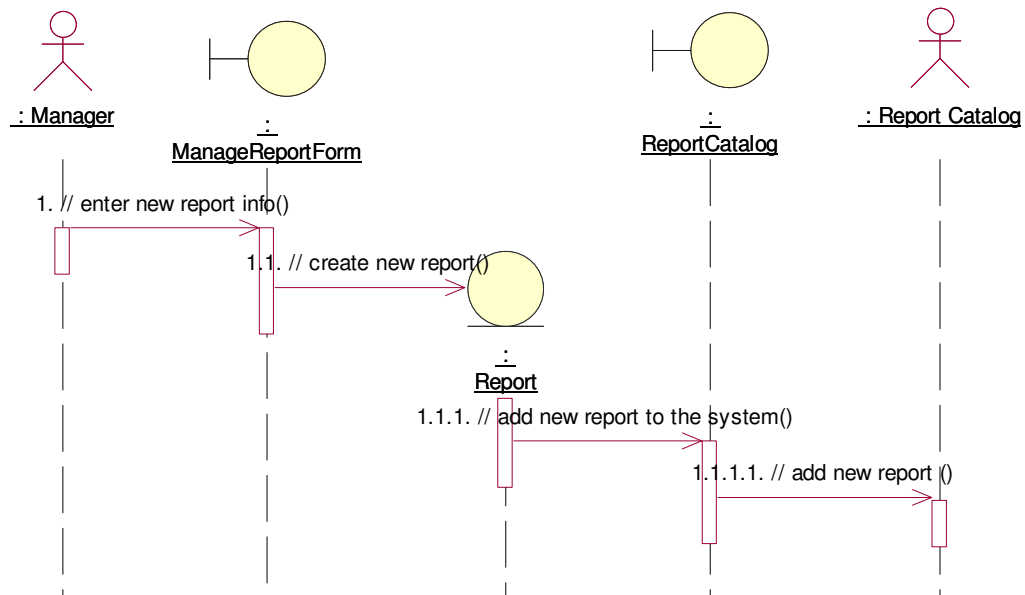 : Manager
:
ManageReportForm
:
ReportCatalog
: Report Catalog
1. // enter new report info()
1.1. // create new report()
:
Report
1.1.1. // add new report to the system()
1.1.1.1. // add new report ()